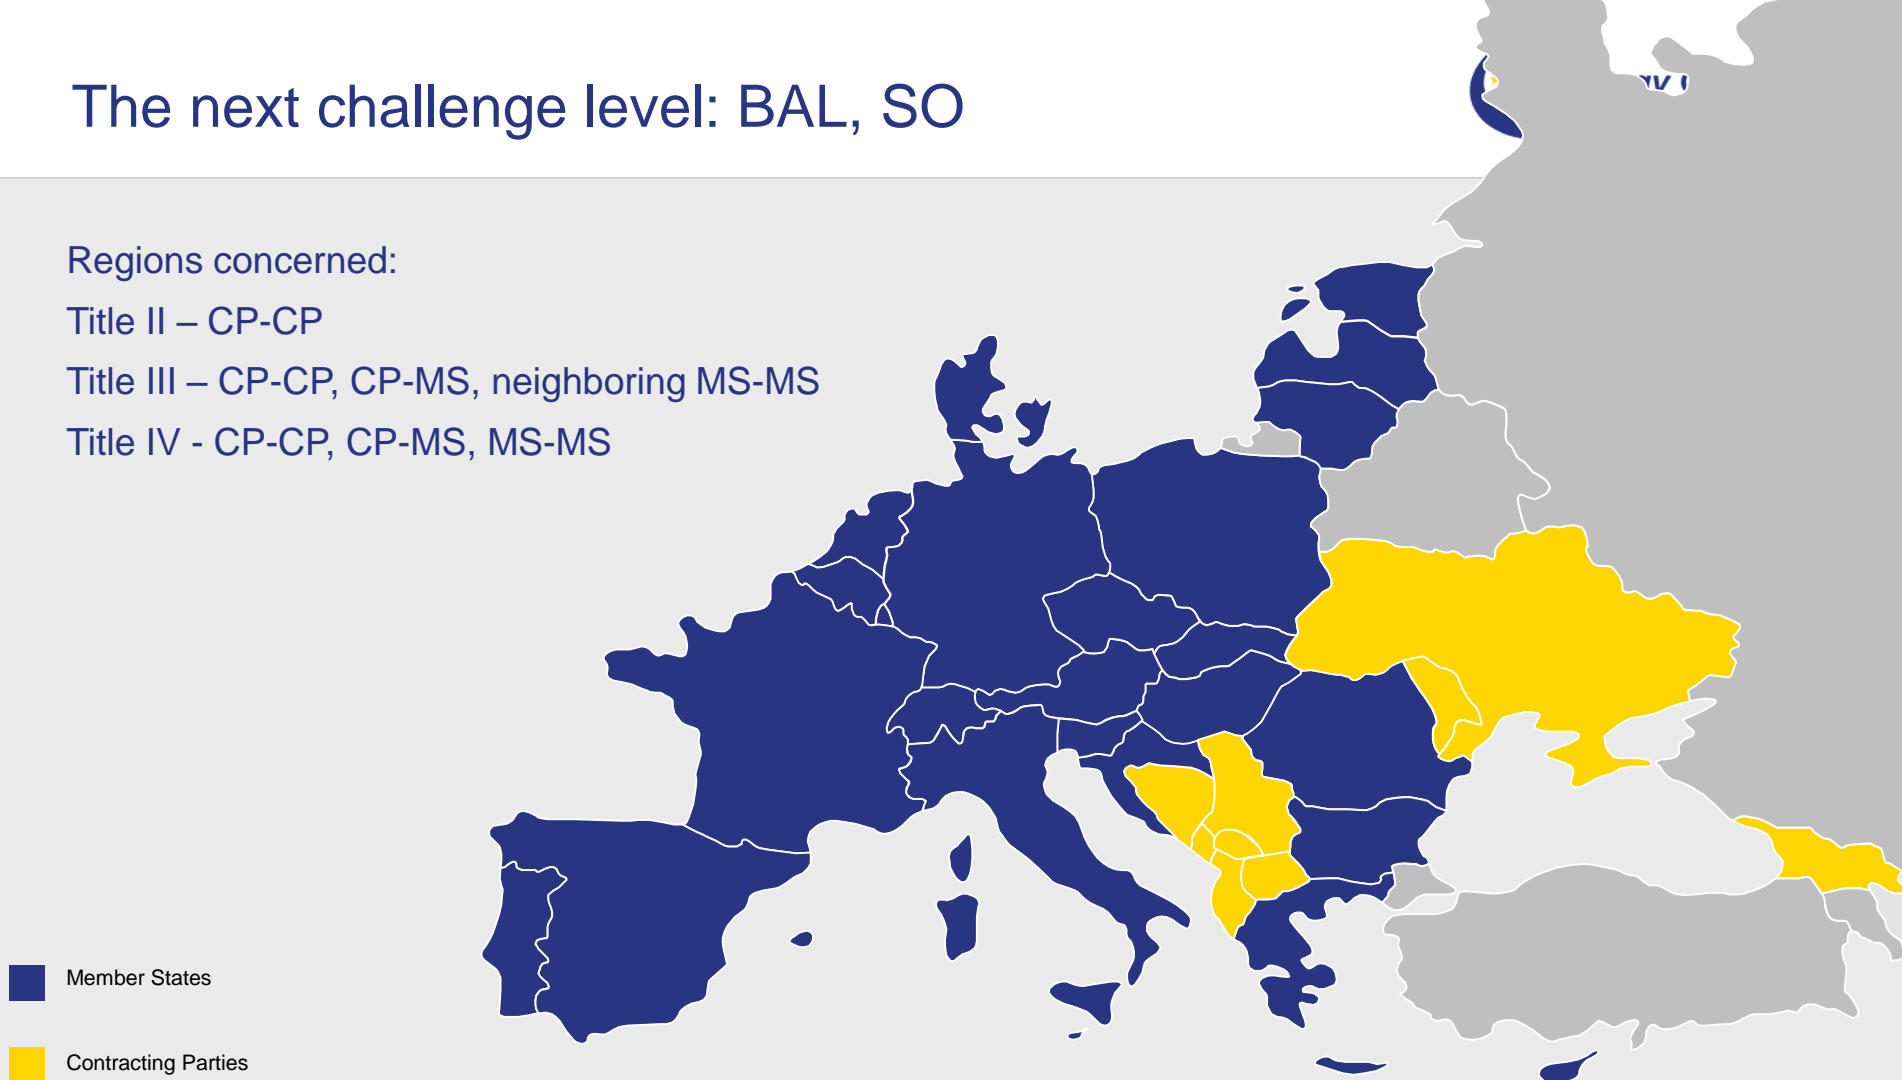 The next challenge level: BAL, SO
Regions concerned:
Title II – CP-CP
Title III – CP-CP, CP-MS, neighboring MS-MS
Title IV - CP-CP, CP-MS, MS-MS
Member States
Contracting Parties